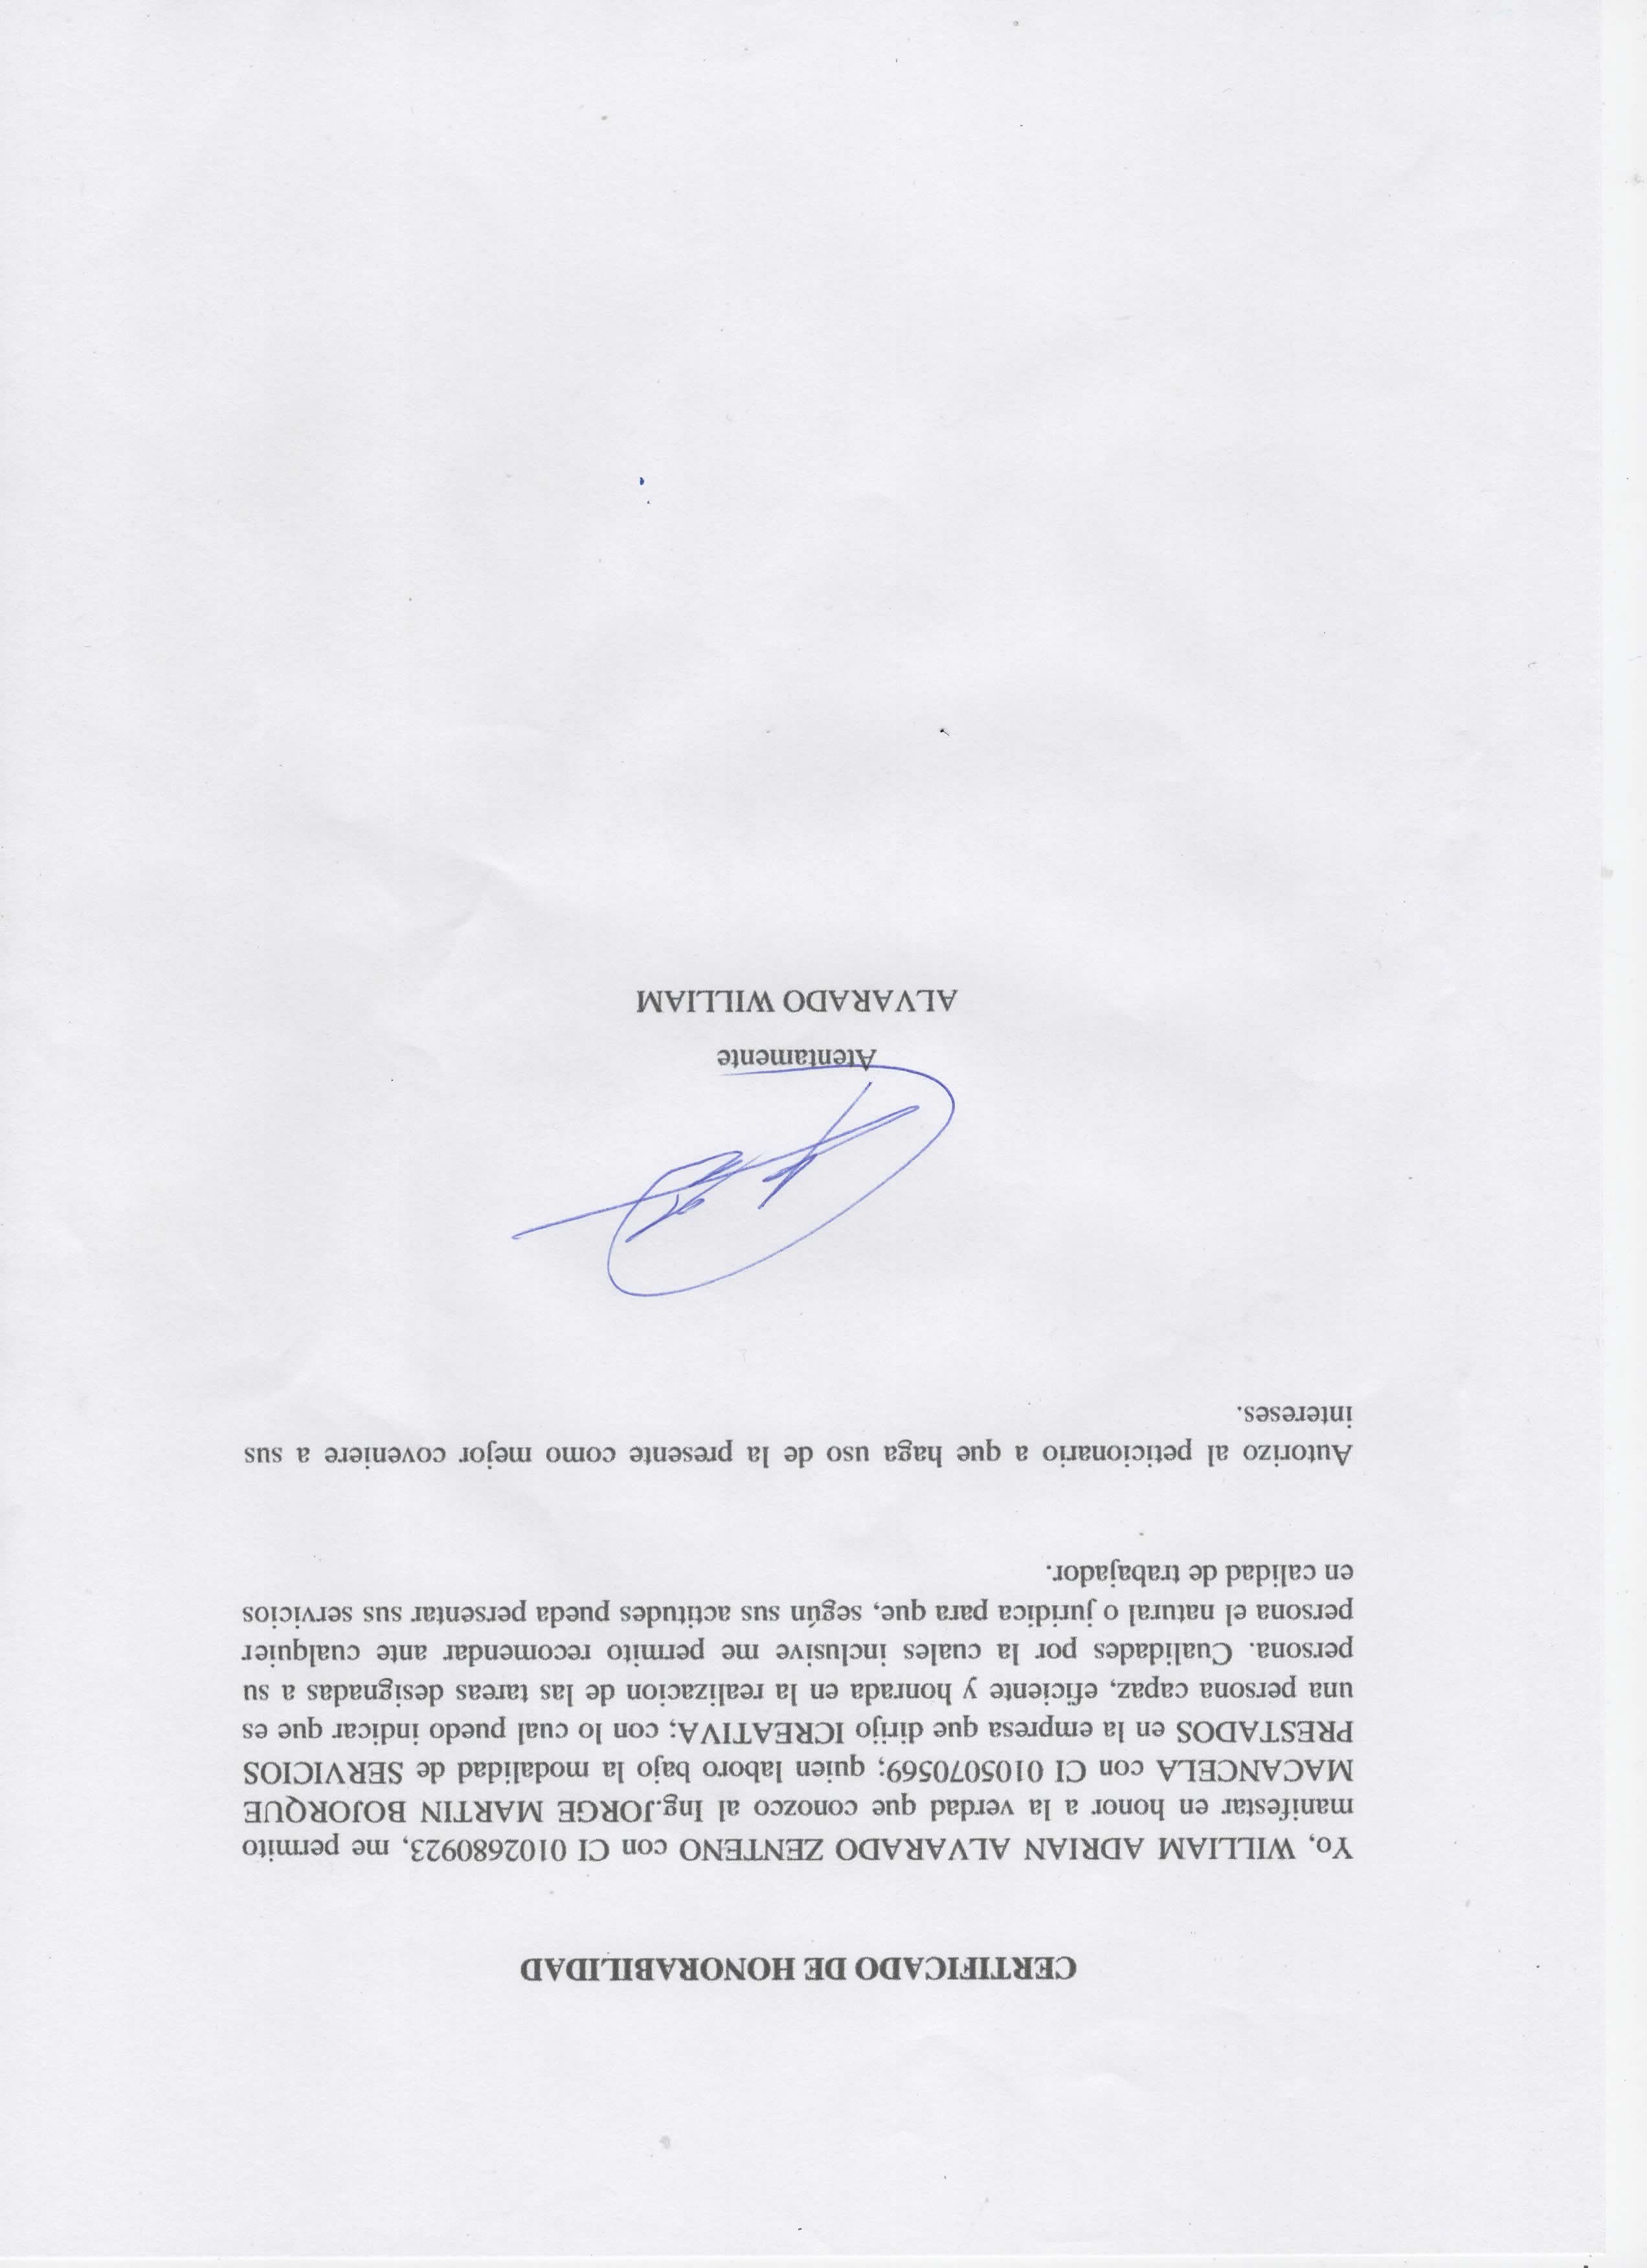 CERTIFICADO DE HONORABILIDAD
Yo, WILLIAM ADRIAN ALVARADO ZENTENO con CI 0102680923, me permito
manifestar en honor a la verdad que conozco al Ing.JORGE MARTIN BOJORQUE
MACANCELA con CI 0105070569; quien laboro bajo la modalidad de SERVICIOS
PRESTADOS en la empresa que dirijo ICREATIVA; con lo cual puedo indicar que es
una persona capaz, eficiente y honrada en la realizacion de las tareas designadas a su
persona. Cualidades por la cuales inclusive me permito recomendar ante cualquier
persona el natural o juridica para que, según sus actitudes pueda persentar sus servicios
en calidad de trabajador.
Autorizo al peticionario a que haga uso de la presente como mejor coveniere a sus
intereses.
Atentamente
ALVARADO WILLIAM